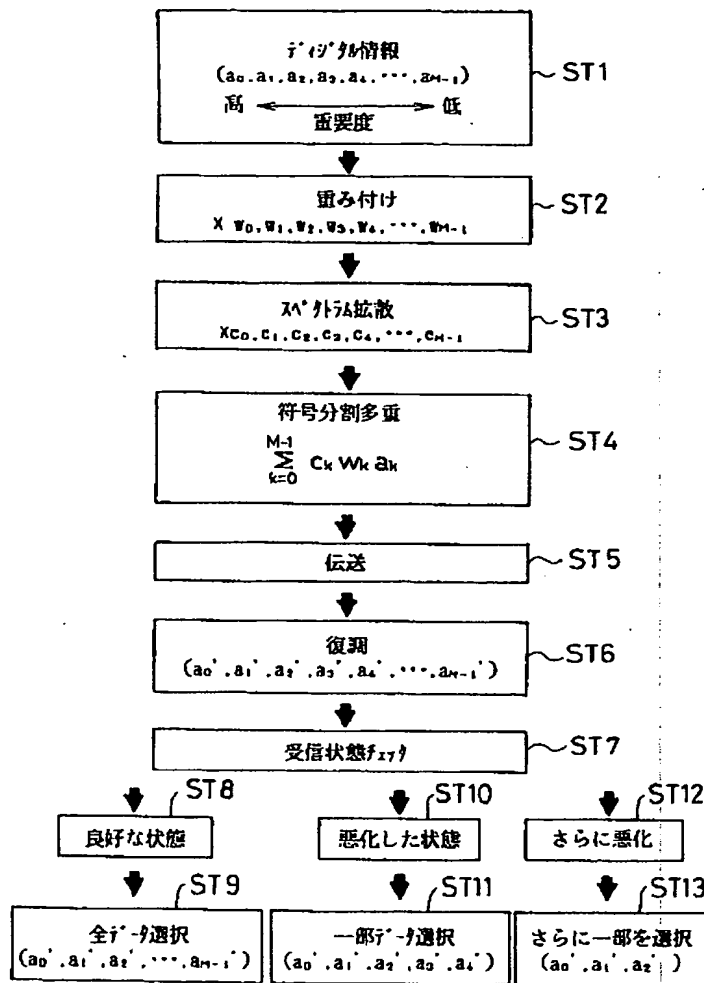 ディジタル情報
(a₀,a₁,a₂,a₃,a₄,…,a_M-1)
ST1
高 低
重要度
重み付け
ST2
X w₀,w₁,w₂,w₃,w₄,…,w_M-1
スペクトラム拡散
ST3
Xc₀,c₁,c₂,c₃,c₄,…,c_M-1
符号分割多重
M-1
Σ cₖ wₖ aₖ
ST4
k=0
伝送
ST5
復調
ST6
(a₀',a₁',a₂',a₃',a₄',…,a_M-1')
受信状態チェック
ST7
ST8
ST10
ST12
良好な状態
悪化した状態
さらに悪化
ST9
ST11
ST13
全データ選択
一部データ選択
さらに一部を選択
(a₀',a₁',a₂',…,a_M-1')
(a₀',a₁',a₂',a₃',a₄')
(a₀',a₁',a₂')